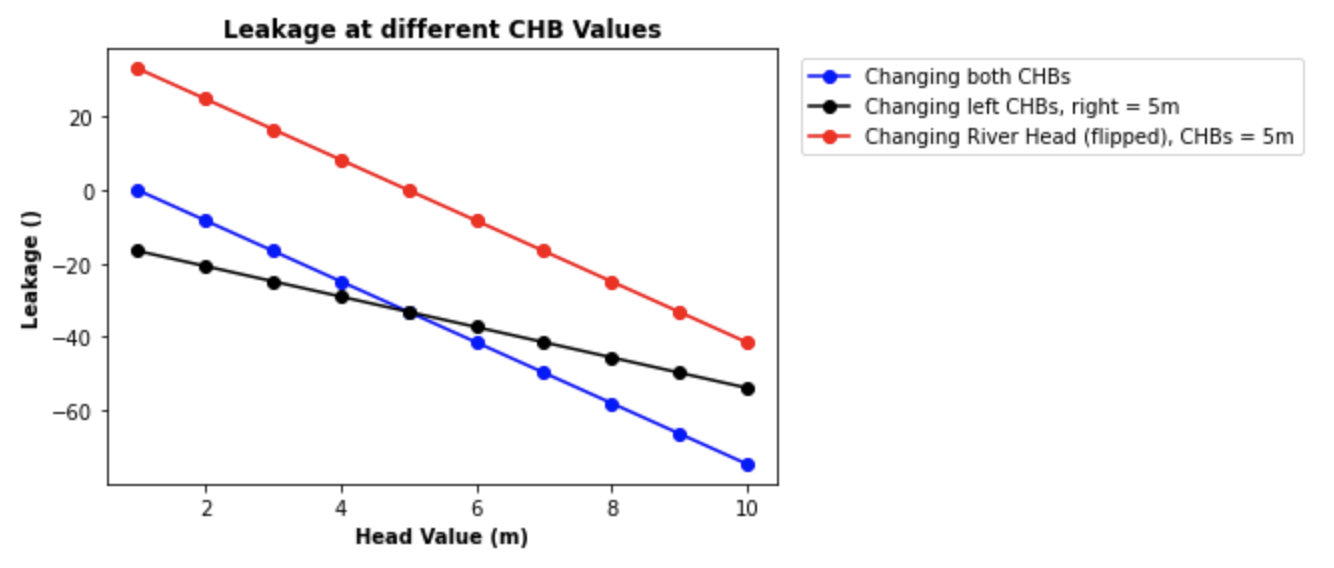 Leakage at different CHB Values
Changing both CHBs
Changing left CHBs, right = 5m
Changing River Head (flipped), CHBs = 5m
20
0
−20
−40
−60
Leakage ()
2 4 6 8 10
Head Value (m)